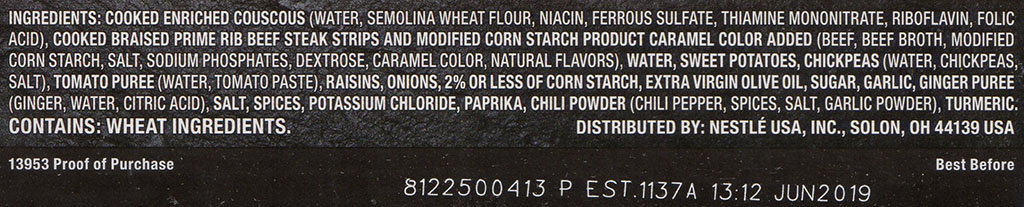 INGREDIENTS: COOKED ENRICHED COUSCOUS (WATER, SEMOLINA WHEAT FLOUR, NIACIN, FERROUS SULFATE, THIAMINE MONONITRATE, RIBOFLAVIN, FOLIC
ACID), COOKED BRAISED PRIME RIB BEEF STEAK STRIPS AND MODIFIED CORN STARCH PRODUCT CARAMEL COLOR ADDED (BEEF, BEEF BROTH, MODIFIED
CORN STARCH, SALT, SODIUM PHOSPHATES, DEXTROSE, CARAMEL COLOR, NATURAL FLAVORS), WATER, SWEET POTATOES, CHICKPEAS (WATER, CHICKPEAS,
SALT), TOMATO PUREE (WATER, TOMATO PASTE), RAISINS, ONIONS, 2% OR LESS OF CORN STARCH, EXTRA VIRGIN OLIVE OIL, SUGAR, GARLIC, GINGER PUREE
(GINGER, WATER, CITRIC ACID), SALT, SPICES, POTASSIUM CHLORIDE, PAPRIKA, CHILI POWDER (CHILI PEPPER, SPICES, SALT, GARLIC POWDER), TURMERIC.
CONTAINS: WHEAT INGREDIENTS. DISTRIBUTED BY: NESTLÉ USA, INC., SOLON, OH 44139 USA
13953 Proof of Purchase Best Before
8122500413 P EST.1137A 13:12 JUN2019